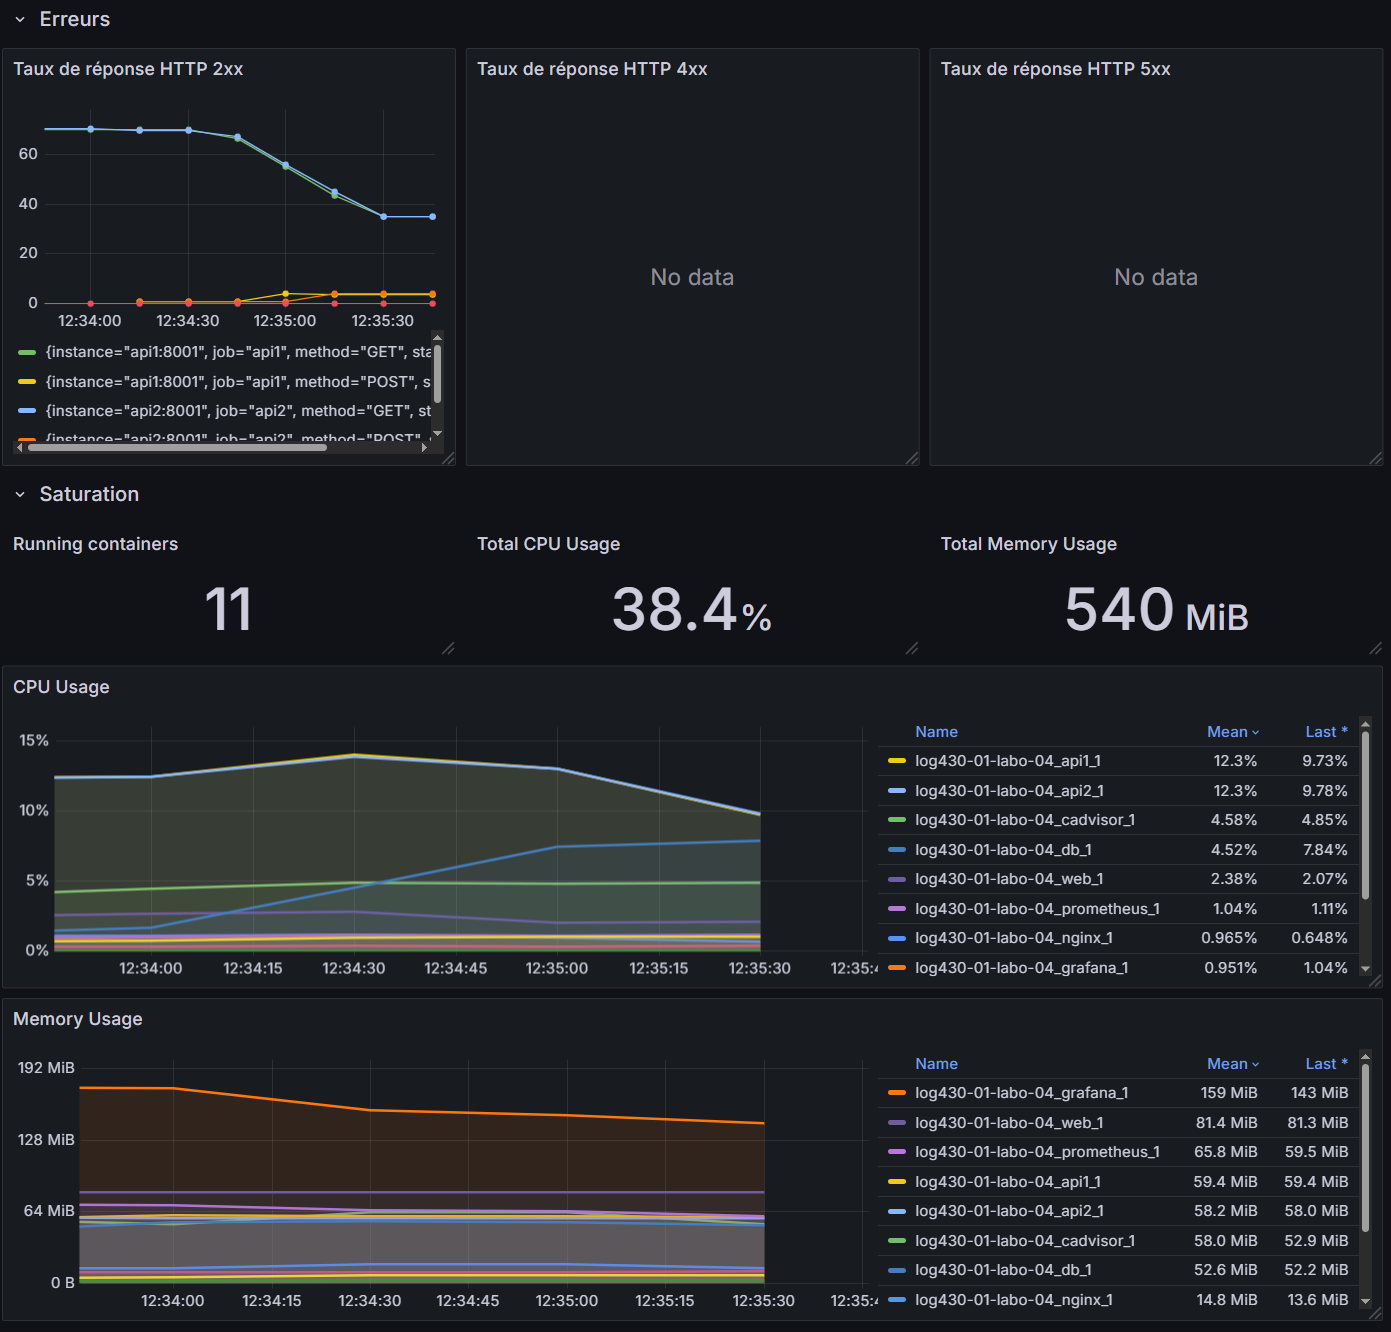 Erreurs
Taux de réponse HTTP 2xx
60
40
20
0
12:34:00 12:34:30 12:35:00 12:35:30
{instance="api1:8001", job="api1", method="GET", sta
{instance="api1:8001", job="api1", method="POST", s
{instance="api2:8001", job="api2", method="GET", st
{instance="api2:8001", job="api2", method="POST",
Taux de réponse HTTP 4xx
No data
Taux de réponse HTTP 5xx
No data
Saturation
Running containers
11
Total CPU Usage
38.4%
Total Memory Usage
540 MiB
CPU Usage
15%
10%
5%
0%
12:34:00 12:34:15 12:34:30 12:34:45 12:35:00 12:35:15 12:35:30 12:35:4
Name Mean Last *
log430-01-labo-04_api1_1 12.3% 9.73%
log430-01-labo-04_api2_1 12.3% 9.78%
log430-01-labo-04_cadvisor_1 4.58% 4.85%
log430-01-labo-04_db_1 4.52% 7.84%
log430-01-labo-04_web_1 2.38% 2.07%
log430-01-labo-04_prometheus_1 1.04% 1.11%
log430-01-labo-04_nginx_1 0.965% 0.648%
log430-01-labo-04_grafana_1 0.951% 1.04%
Memory Usage
192 MiB
128 MiB
64 MiB
0 B
12:34:00 12:34:15 12:34:30 12:34:45 12:35:00 12:35:15 12:35:30 12:35:4
Name Mean Last *
log430-01-labo-04_grafana_1 159 MiB 143 MiB
log430-01-labo-04_web_1 81.4 MiB 81.3 MiB
log430-01-labo-04_prometheus_1 65.8 MiB 59.5 MiB
log430-01-labo-04_api1_1 59.4 MiB 59.4 MiB
log430-01-labo-04_api2_1 58.2 MiB 58.0 MiB
log430-01-labo-04_cadvisor_1 58.0 MiB 52.9 MiB
log430-01-labo-04_db_1 52.6 MiB 52.2 MiB
log430-01-labo-04_nginx_1 14.8 MiB 13.6 MiB